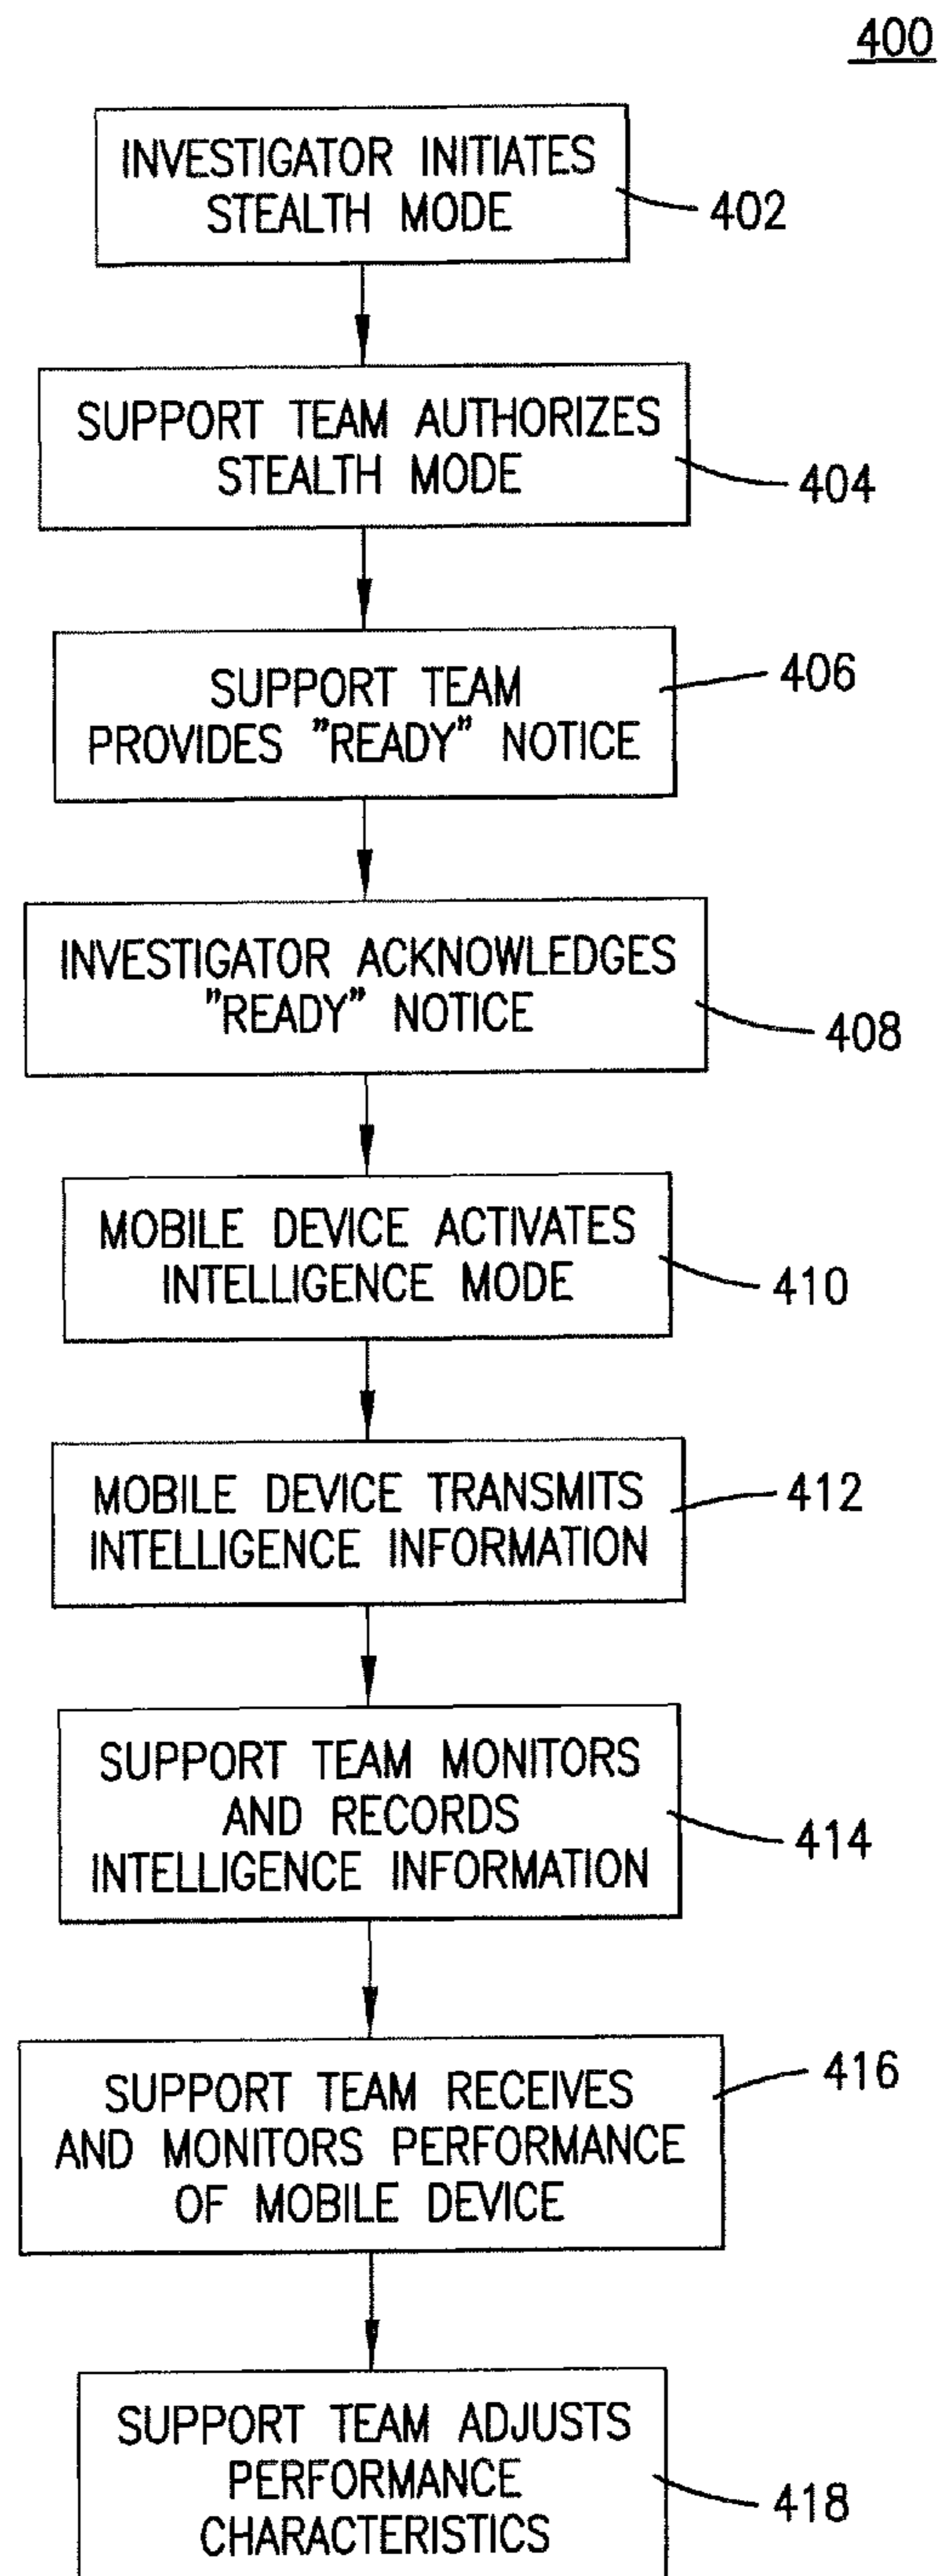 400
INVESTIGATOR INITIATES
STEALTH MODE
402
SUPPORT TEAM AUTHORIZES
STEALTH MODE
404
SUPPORT TEAM
PROVIDES "READY" NOTICE
406
INVESTIGATOR ACKNOWLEDGES
"READY" NOTICE
408
MOBILE DEVICE ACTIVATES
INTELLIGENCE MODE
410
MOBILE DEVICE TRANSMITS
INTELLIGENCE INFORMATION
412
SUPPORT TEAM MONITORS
AND RECORDS
INTELLIGENCE INFORMATION
414
SUPPORT TEAM RECEIVES
AND MONITORS PERFORMANCE
OF MOBILE DEVICE
416
SUPPORT TEAM ADJUSTS
PERFORMANCE
CHARACTERISTICS
418